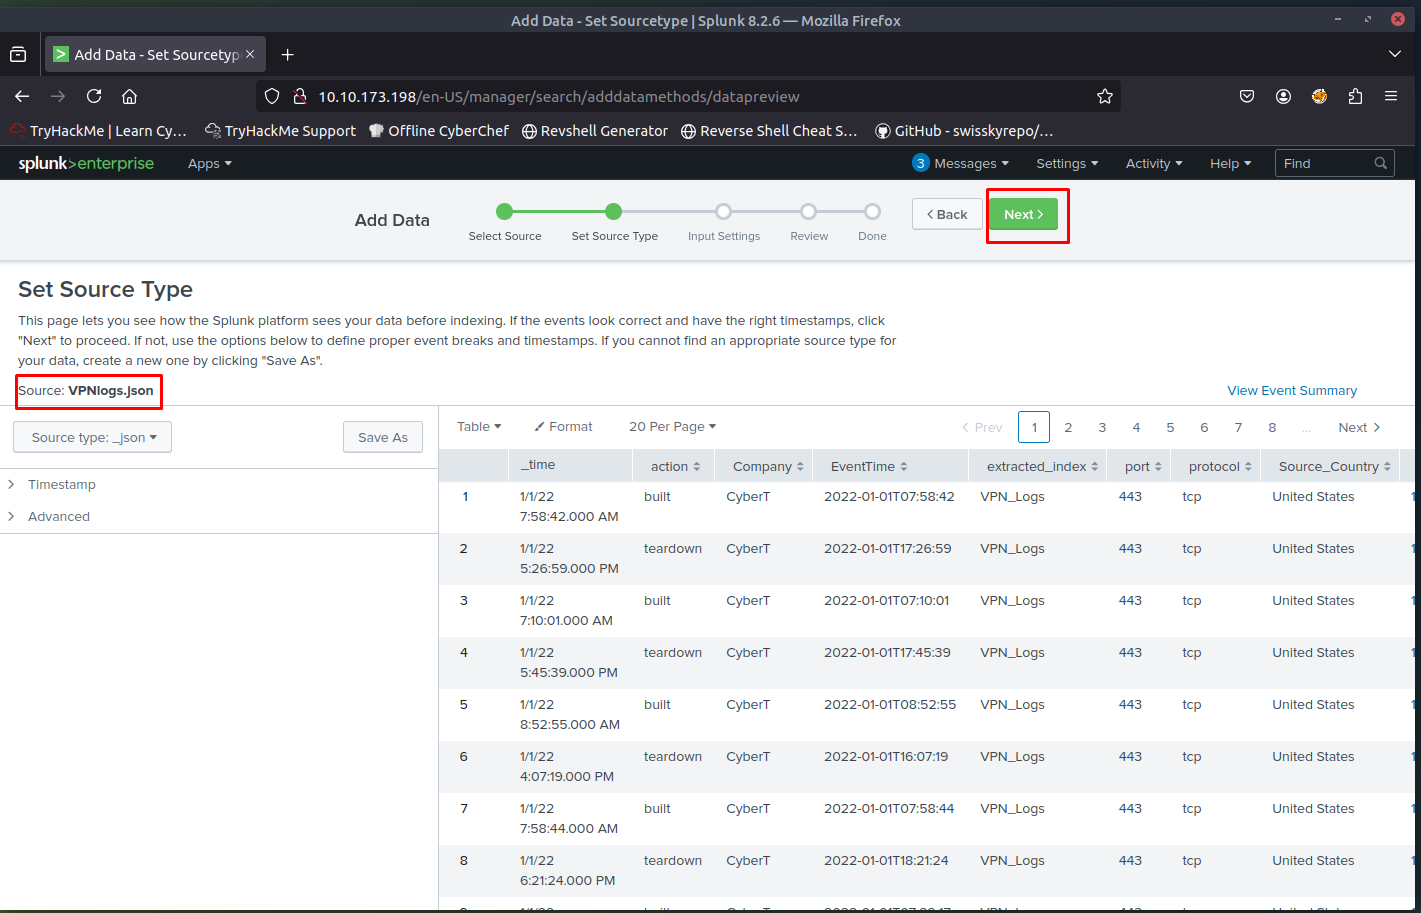 Add Data - Set Sourcetype | Splunk 8.2.6 — Mozilla Firefox
Add Data - Set Sourcetype
10.10.173.198/en-US/manager/search/adddatamethods/datapreview
TryHackMe | Learn Cy... TryHackMe Support Offline CyberChef Revshell Generator Reverse Shell Cheat S... GitHub - swisskyrepo/...
splunk>enterprise Apps 3 Messages Settings Activity Help Find
Add Data
Select Source Set Source Type Input Settings Review Done
< Back Next >
Set Source Type
This page lets you see how the Splunk platform sees your data before indexing. If the events look correct and have the right timestamps, click
"Next" to proceed. If not, use the options below to define proper event breaks and timestamps. If you cannot find an appropriate source type for
your data, create a new one by clicking "Save As".
Source: VPNlogs.json
View Event Summary
Source type: _json Save As
> Timestamp
> Advanced
Table Format 20 Per Page < Prev 1 2 3 4 5 6 7 8 ... Next >
_time action Company EventTime extracted_index port protocol Source_Country
1 1/1/22 built CyberT 2022-01-01T07:58:42 VPN_Logs 443 tcp United States
7:58:42.000 AM
2 1/1/22 teardown CyberT 2022-01-01T17:26:59 VPN_Logs 443 tcp United States
5:26:59.000 PM
3 1/1/22 built CyberT 2022-01-01T07:10:01 VPN_Logs 443 tcp United States
7:10:01.000 AM
4 1/1/22 teardown CyberT 2022-01-01T17:45:39 VPN_Logs 443 tcp United States
5:45:39.000 PM
5 1/1/22 built CyberT 2022-01-01T08:52:55 VPN_Logs 443 tcp United States
8:52:55.000 AM
6 1/1/22 teardown CyberT 2022-01-01T16:07:19 VPN_Logs 443 tcp United States
4:07:19.000 PM
7 1/1/22 built CyberT 2022-01-01T07:58:44 VPN_Logs 443 tcp United States
7:58:44.000 AM
8 1/1/22 teardown CyberT 2022-01-01T18:21:24 VPN_Logs 443 tcp United States
6:21:24.000 PM